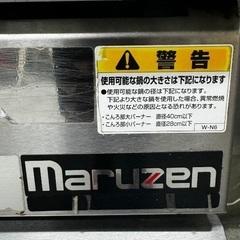 警告
使用可能な鍋の大きさは下記になります
・使用可能な鍋の径は下記になります。
下記より大きな鍋を使用した場合、異常燃焼
や火災などの原因となる恐れがあります。
・こんろ部大バーナー 直径40cm以下
・こんろ部小バーナー 直径28cm以下
W-N6
maruzen